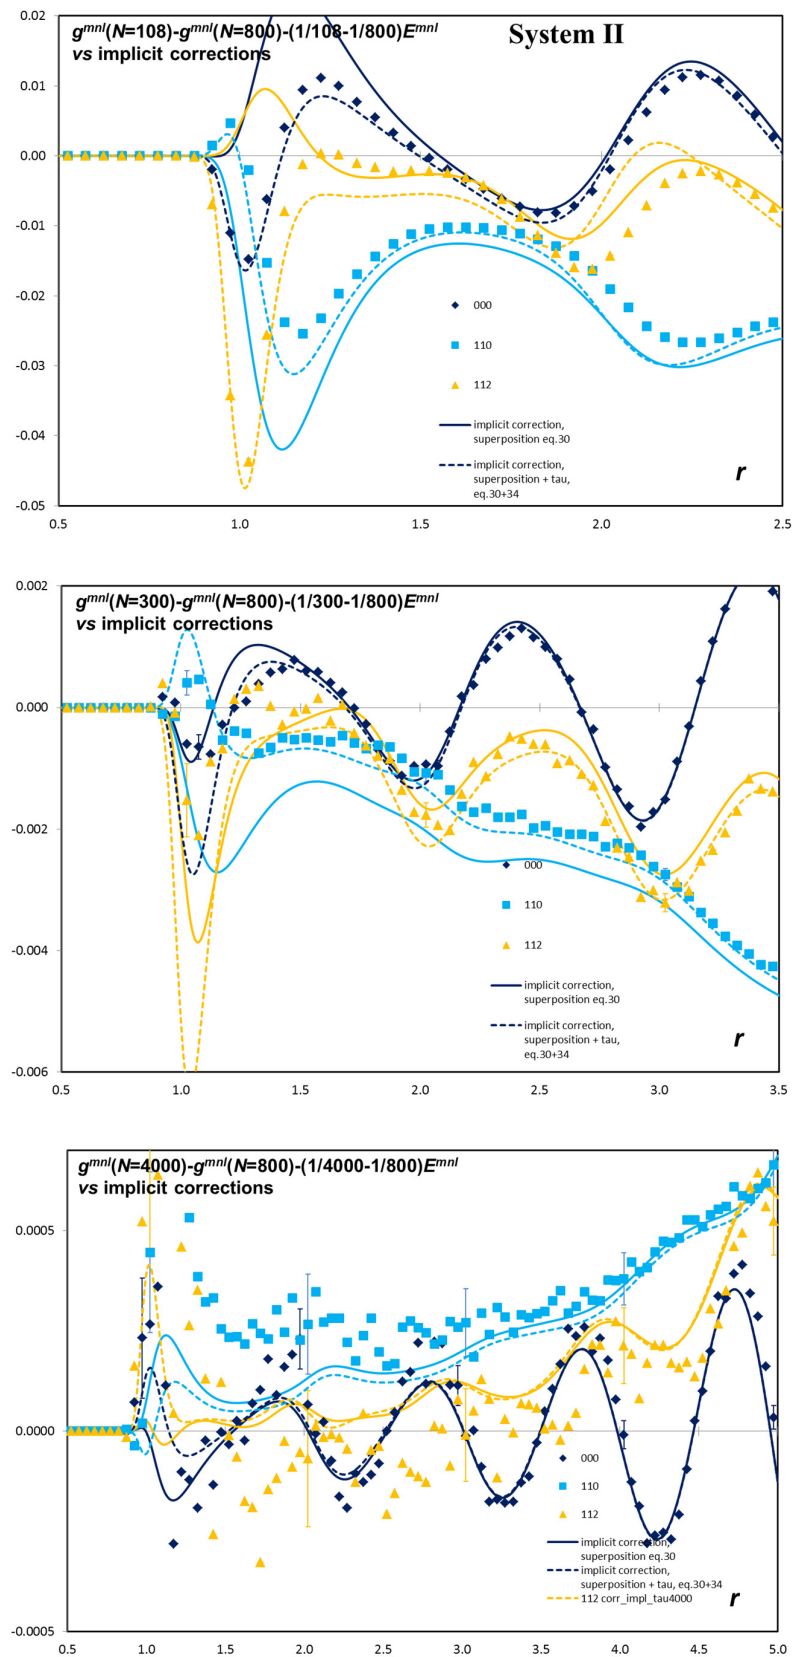 g^mnl(N=108)-g^mnl(N=800)-(1/108-1/800)E^mnl
vs implicit corrections
System II
0.02
0.01
0.00
-0.01
-0.02
-0.03
-0.04
-0.05
000
110
112
implicit correction,
superposition eq.30
implicit correction,
superposition + tau,
eq.30+34
r
0.5 1.0 1.5 2.0 2.5
g^mnl(N=300)-g^mnl(N=800)-(1/300-1/800)E^mnl
vs implicit corrections
0.002
0.000
-0.002
-0.004
-0.006
000
110
112
implicit correction,
superposition eq.30
implicit correction,
superposition + tau,
eq.30+34
r
0.5 1.0 1.5 2.0 2.5 3.0 3.5
g^mnl(N=4000)-g^mnl(N=800)-(1/4000-1/800)E^mnl
vs implicit corrections
0.0005
0.0000
-0.0005
000
110
112
implicit correction,
superposition eq.30
implicit correction,
superposition + tau, eq.30+34
112 corr_impl_tau4000
r
0.5 1.0 1.5 2.0 2.5 3.0 3.5 4.0 4.5 5.0